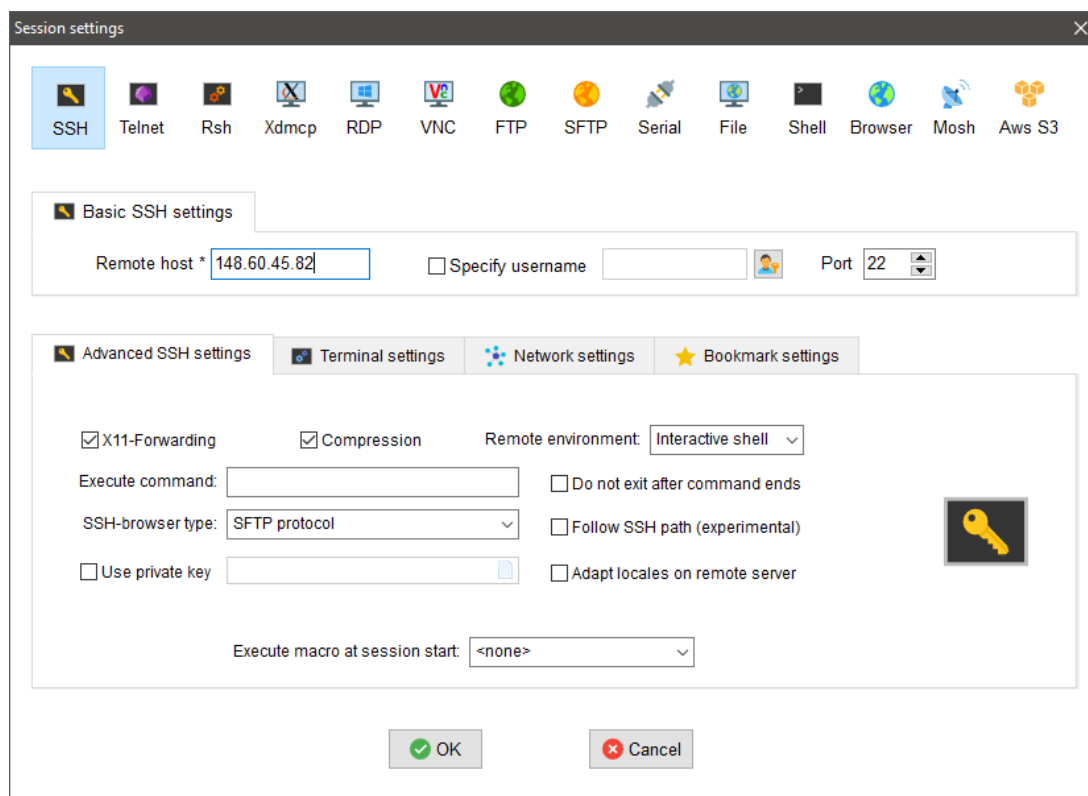 Session settings
SSH Telnet Rsh Xdmcp RDP VNC FTP SFTP Serial File Shell Browser Mosh Aws S3
Basic SSH settings
Remote host * 148.60.45.82 Specify username Port 22
Advanced SSH settings Terminal settings Network settings Bookmark settings
X11-Forwarding Compression Remote environment: Interactive shell
Execute command: Do not exit after command ends
SSH-browser type: SFTP protocol Follow SSH path (experimental)
Use private key Adapt locales on remote server
Execute macro at session start: <none>
OK Cancel